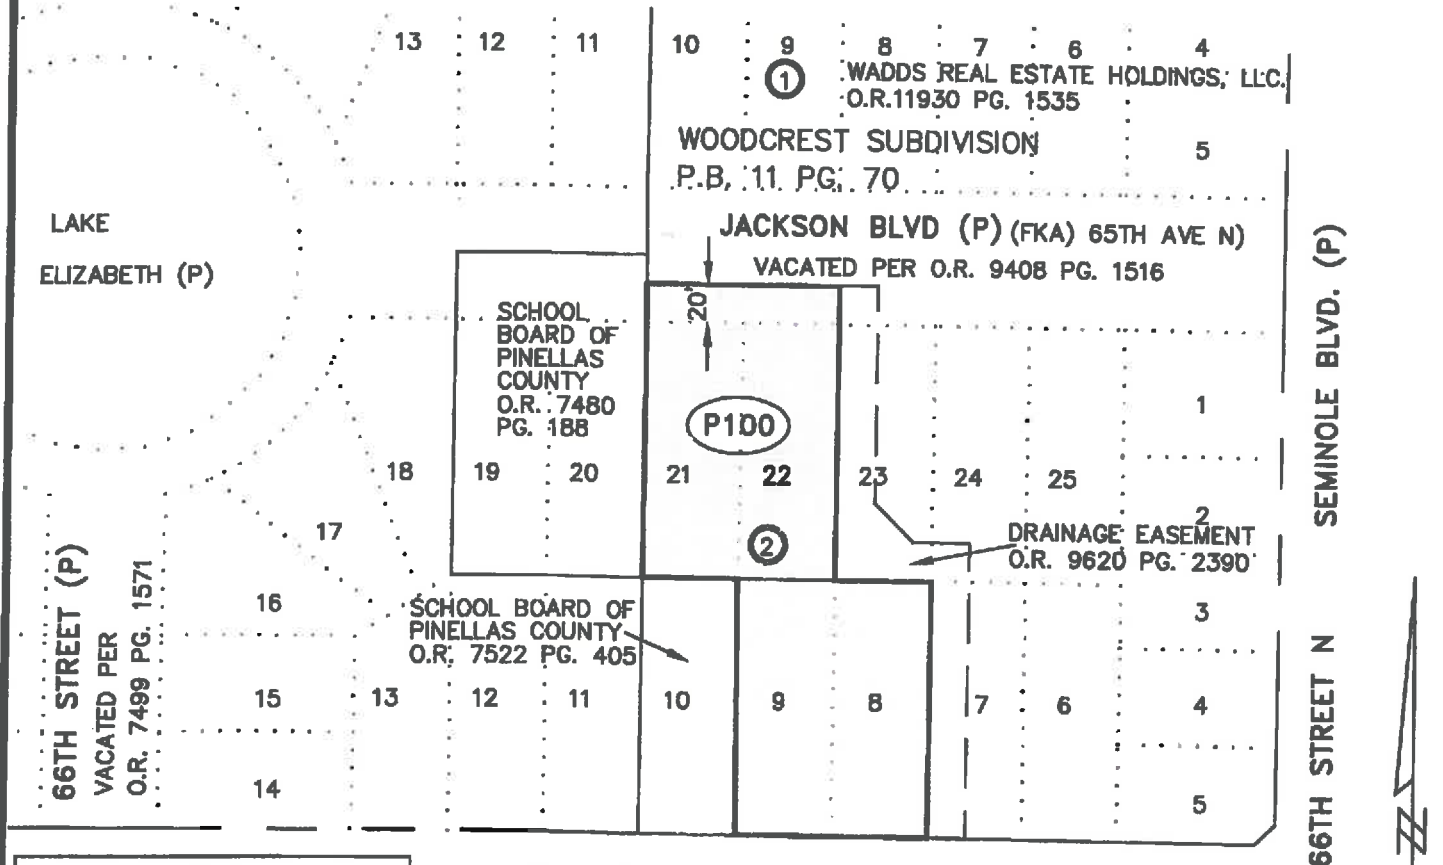 13 12 11 10 9 8 7 6 4
1
WADDS REAL ESTATE HOLDINGS, LLC.
O.R.11930 PG. 1535
WOODCREST SUBDIVISION
P.B. 11 PG. 70
5
LAKE
ELIZABETH (P)
JACKSON BLVD (P) (FKA) 65TH AVE N)
VACATED PER O.R. 9408 PG. 1516
20'
SCHOOL
BOARD OF
PINELLAS
COUNTY
O.R. 7480
PG. 188
P100
1
18 19 20 21 22 23 24 25
2
2
17
DRAINAGE EASEMENT
O.R. 9620 PG. 2390
16
SCHOOL BOARD OF
PINELLAS COUNTY
O.R. 7522 PG. 405
3
15 13 12 11 10 9 8 7 6 4
14
5
66TH STREET (P)
VACATED PER
O.R. 7499 PG. 1571
SEMINOLE BLVD. (P)
66TH STREET N
N